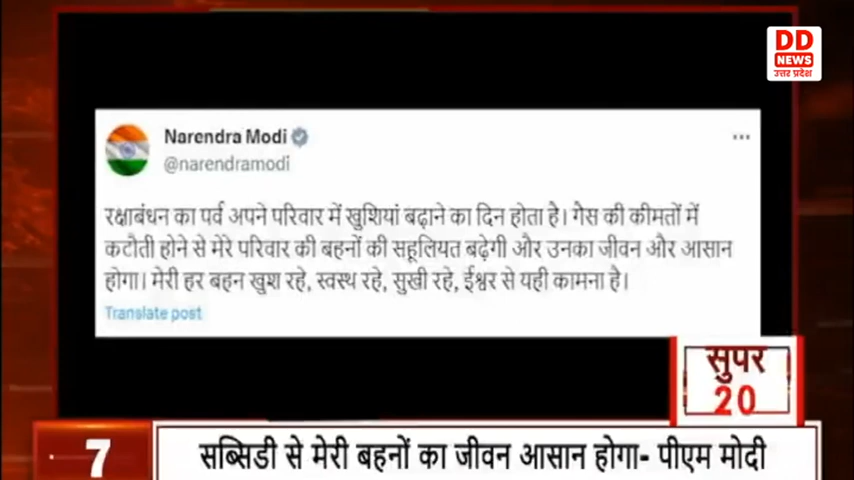 DD
NEWS
उत्तर प्रदेश
Narendra Modi
@narendramodi
रक्षाबंधन का पर्व अपने परिवार में खुशियां बढ़ाने का दिन होता है। गैस की कीमतों में
कटौती होने से मेरे परिवार की बहनों की सहूलियत बढ़ेगी और उनका जीवन और आसान
होगा। मेरी हर बहन खुश रहे, स्वस्थ रहे, सुखी रहे, ईश्वर से यही कामना है।
Translate post
सुपर
20
7
सब्सिडी से मेरी बहनों का जीवन आसान होगा- पीएम मोदी